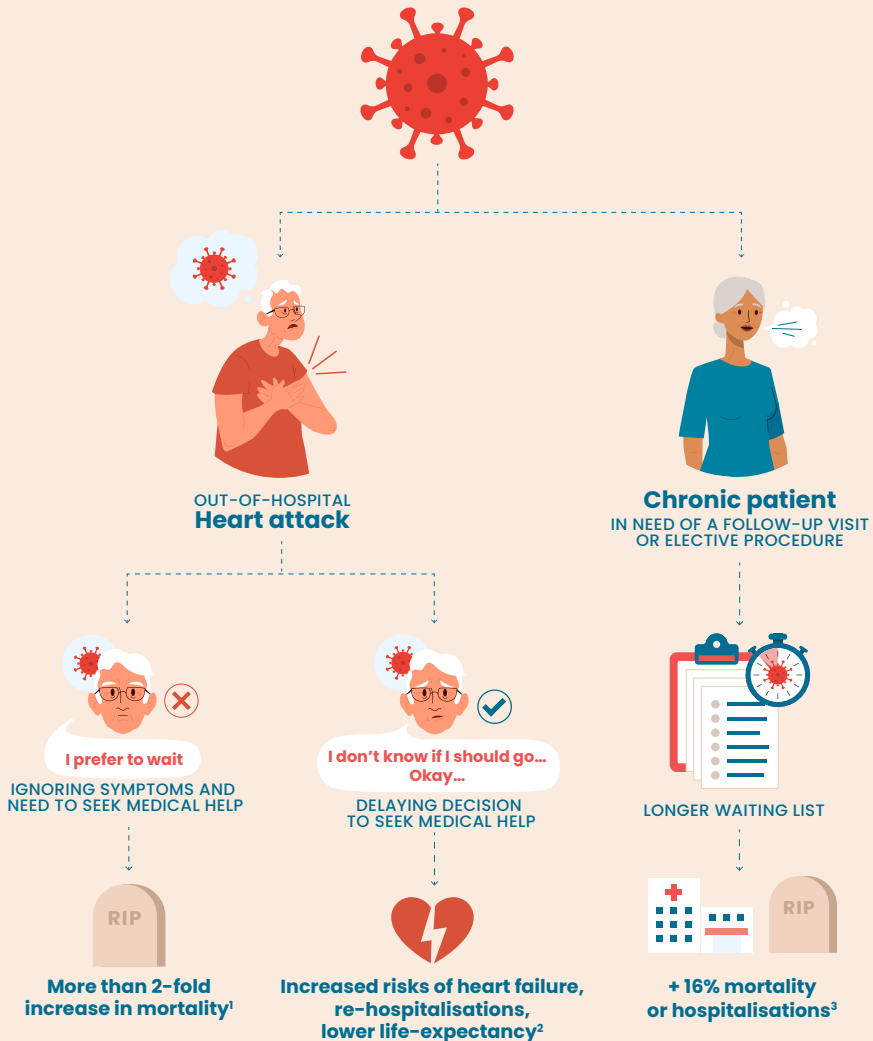 OUT-OF-HOSPITAL
Heart attack
Chronic patient
IN NEED OF A FOLLOW-UP VISIT
OR ELECTIVE PROCEDURE
I prefer to wait
IGNORING SYMPTOMS AND
NEED TO SEEK MEDICAL HELP
I don't know if I should go...
Okay...
DELAYING DECISION
TO SEEK MEDICAL HELP
LONGER WAITING LIST
RIP
More than 2-fold
increase in mortality¹
Increased risks of heart failure,
re-hospitalisations,
lower life-expectancy²
RIP
+ 16% mortality
or hospitalisations³